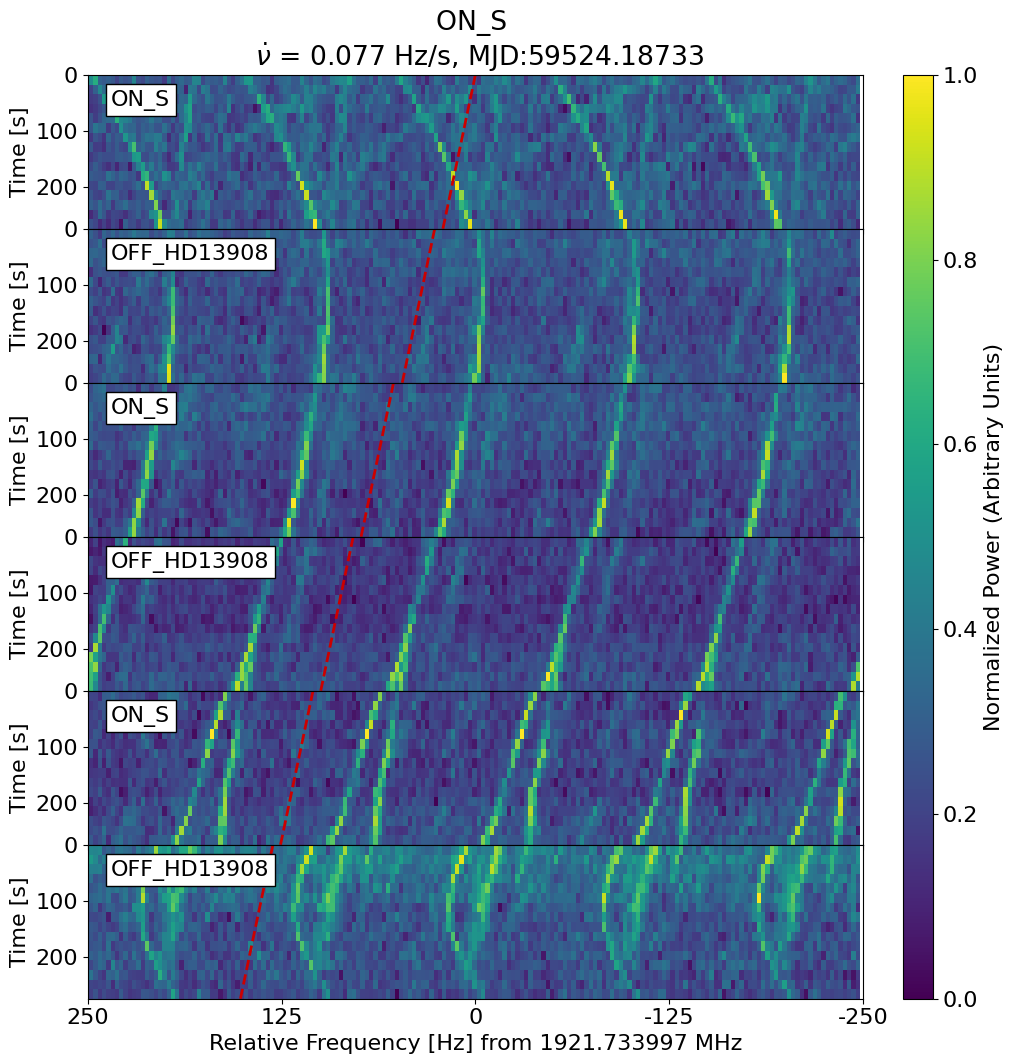 ON_S
ν̇ = 0.077 Hz/s, MJD:59524.18733
0
100
200
Time [s]
ON_S
0
100
200
Time [s]
OFF_HD13908
0
100
200
Time [s]
ON_S
0
100
200
Time [s]
OFF_HD13908
0
100
200
Time [s]
ON_S
0
100
200
Time [s]
OFF_HD13908
250 125 0 -125 -250
Relative Frequency [Hz] from 1921.733997 MHz
1.0
0.8
0.6
0.4
0.2
0.0
Normalized Power (Arbitrary Units)